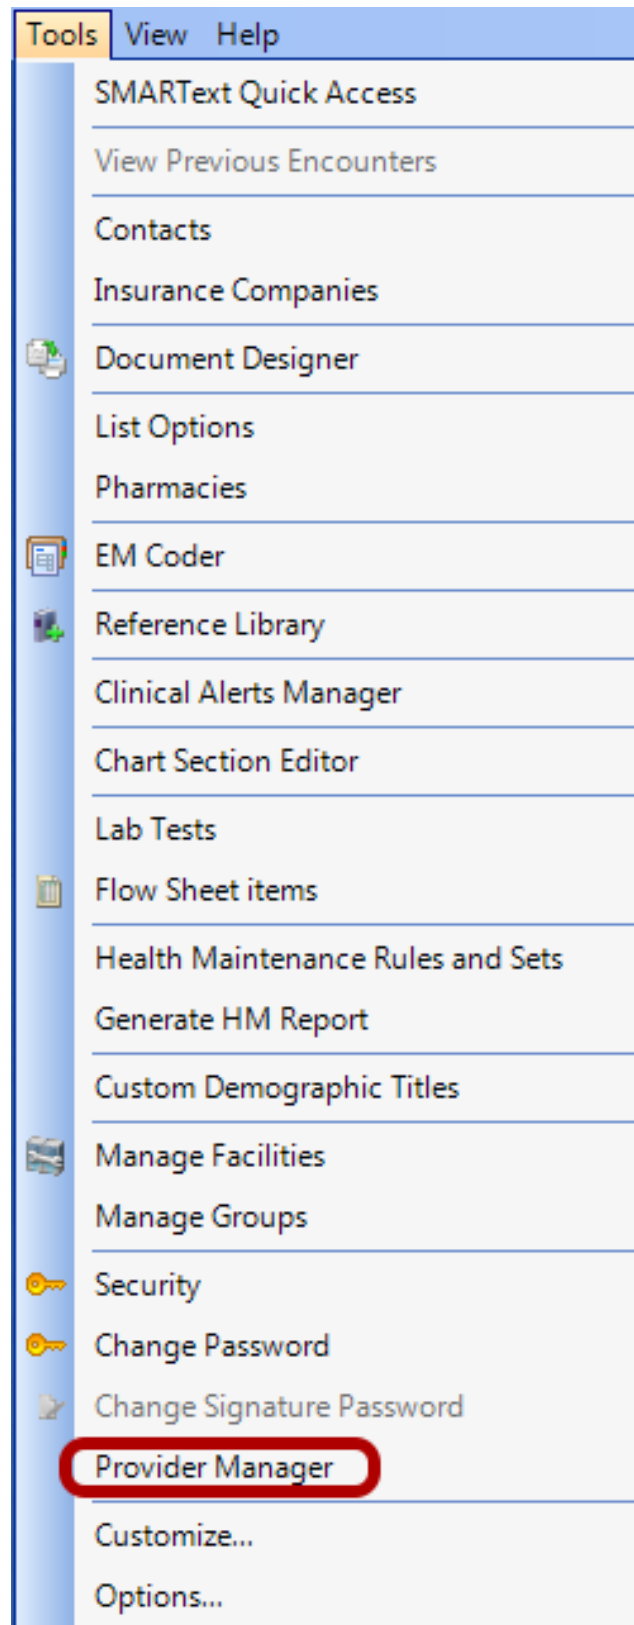 Tools View Help
SMARText Quick Access
View Previous Encounters
Contacts
Insurance Companies
Document Designer
List Options
Pharmacies
EM Coder
Reference Library
Clinical Alerts Manager
Chart Section Editor
Lab Tests
Flow Sheet items
Health Maintenance Rules and Sets
Generate HM Report
Custom Demographic Titles
Manage Facilities
Manage Groups
Security
Change Password
Change Signature Password
Provider Manager
Customize...
Options...